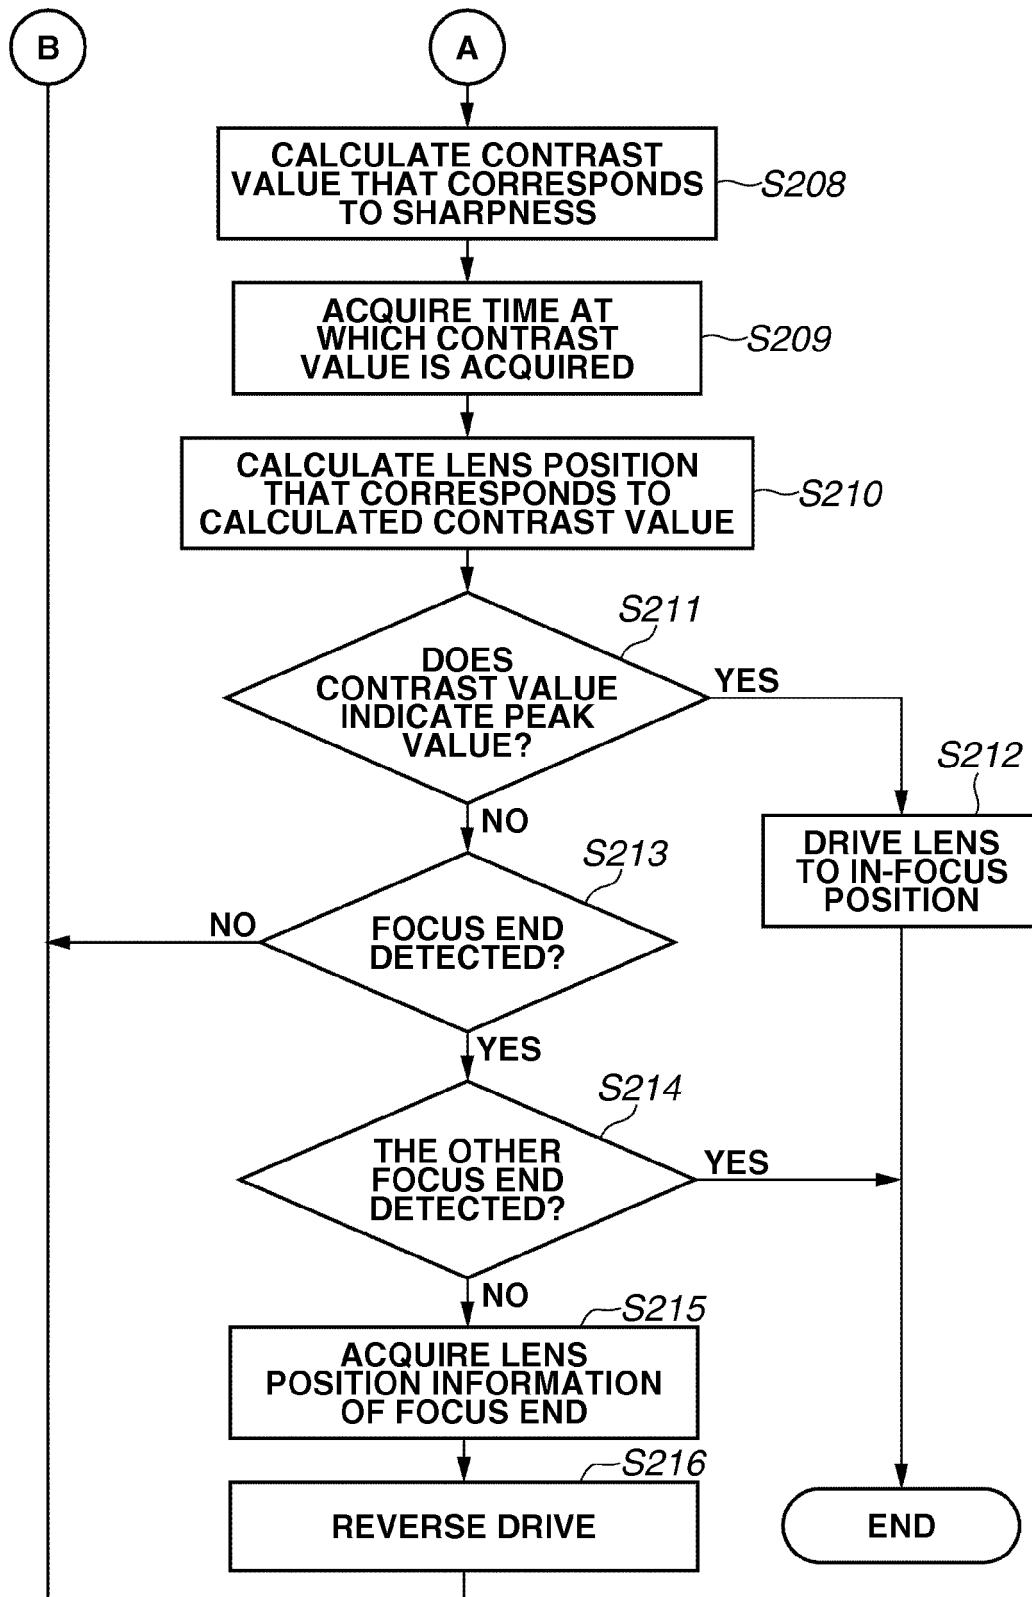 B
A
CALCULATE CONTRAST
VALUE THAT CORRESPONDS
TO SHARPNESS
S208
ACQUIRE TIME AT
WHICH CONTRAST
VALUE IS ACQUIRED
S209
CALCULATE LENS POSITION
THAT CORRESPONDS TO
CALCULATED CONTRAST VALUE
S210
S211
DOES
CONTRAST VALUE
INDICATE PEAK
VALUE?
YES
NO
S212
DRIVE LENS
TO IN-FOCUS
POSITION
S213
FOCUS END
DETECTED?
NO
YES
S214
THE OTHER
FOCUS END
DETECTED?
YES
NO
S215
ACQUIRE LENS
POSITION INFORMATION
OF FOCUS END
S216
REVERSE DRIVE
END